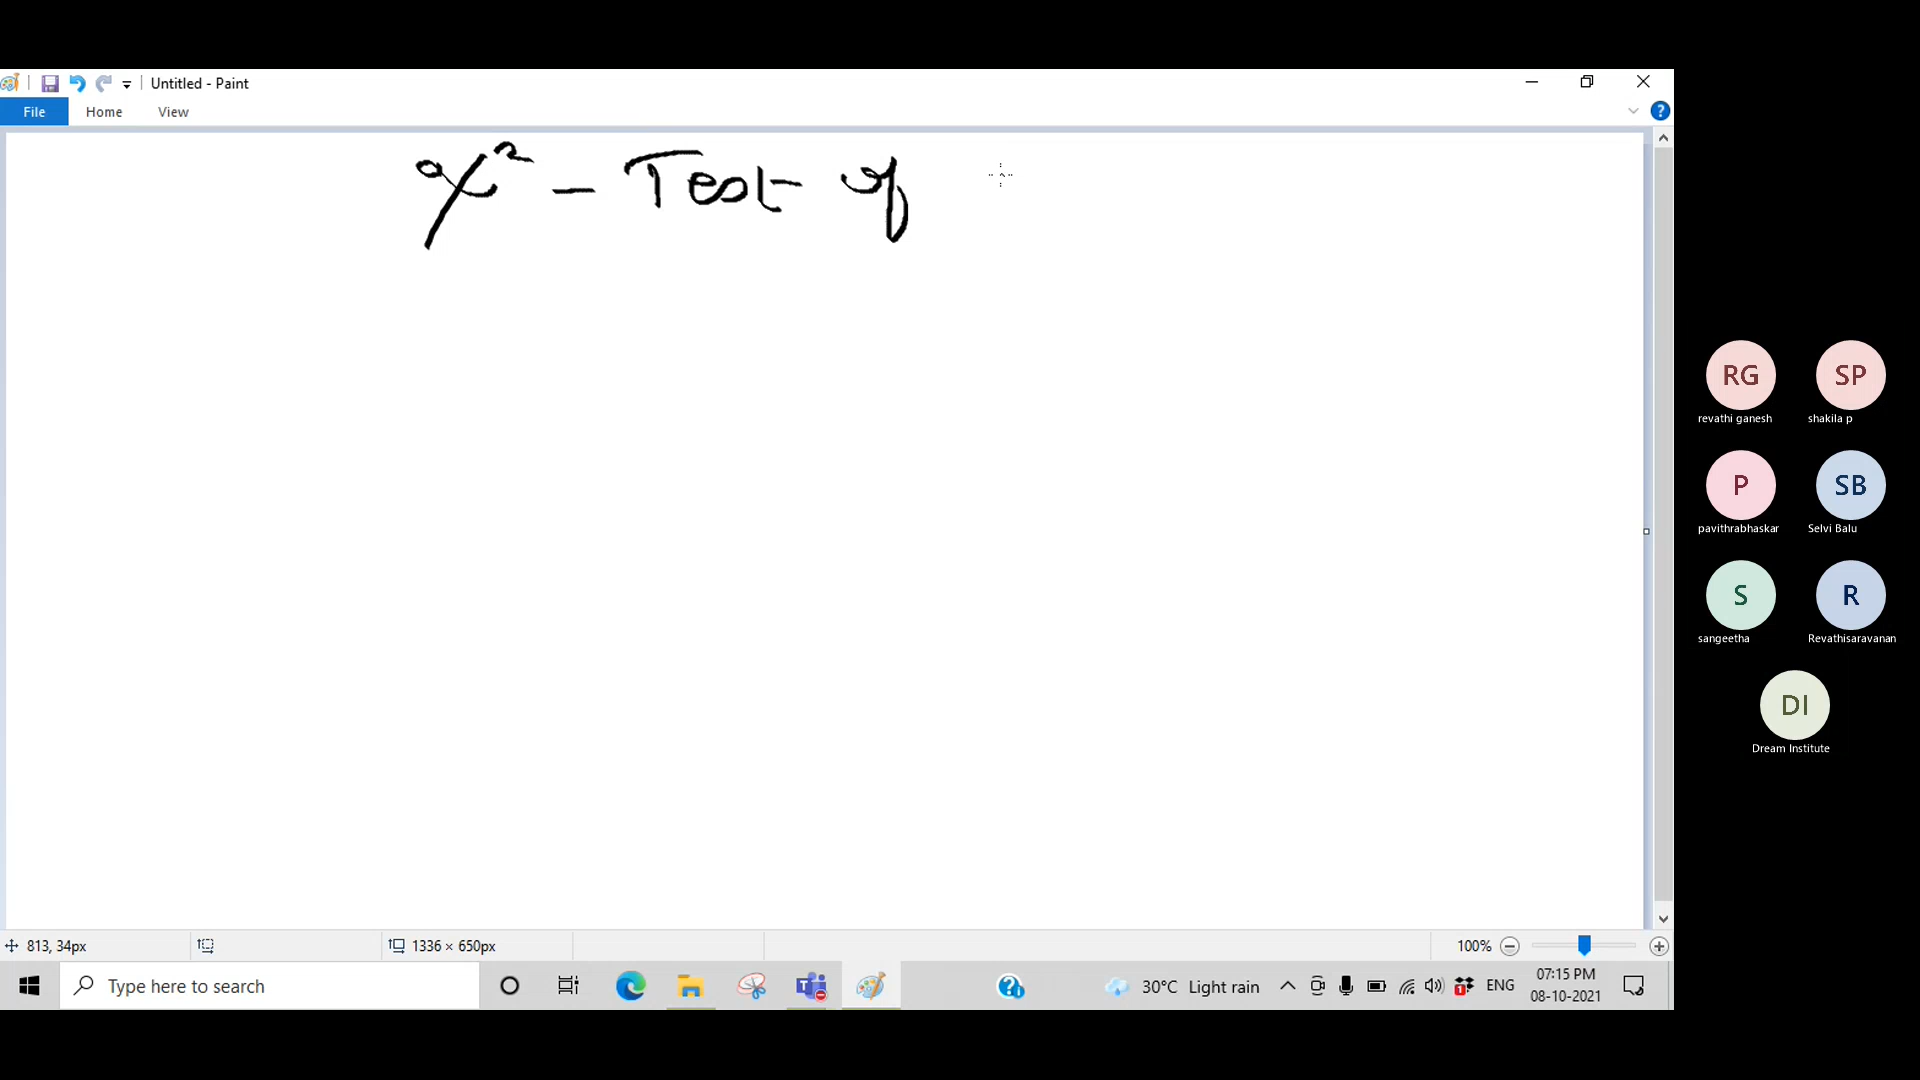 Untitled - Paint
File Home View ?
χ² - Test of
RG SP
revathi ganesh shakila p
P SB
pavithrabhaskar Selvi Balu
S R
sangeetha Revathisaravanan
DI
Dream Institute
813, 34px 1336 × 650px 100%
Type here to search 30°C Light rain ENG 07:15 PM
08-10-2021